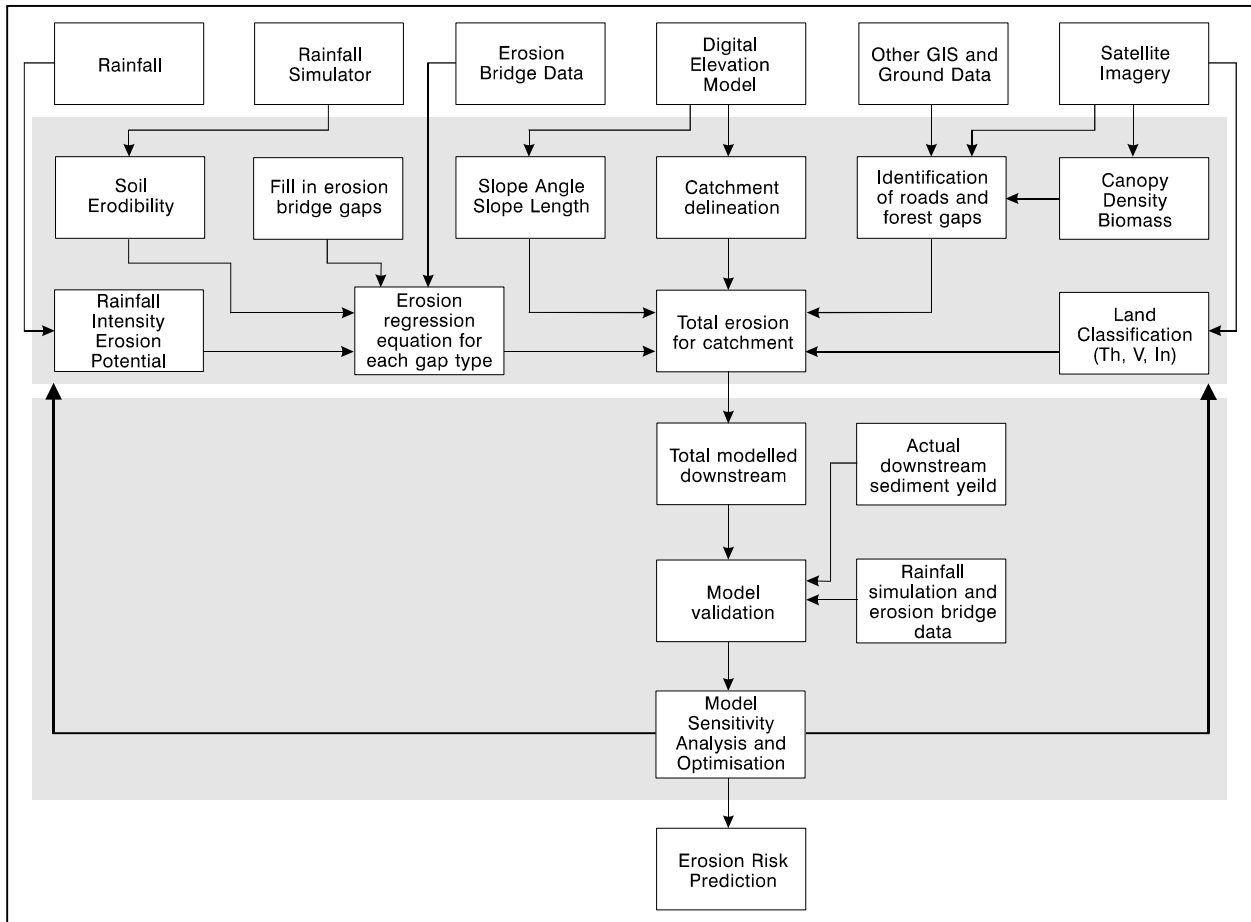 Rainfall
Rainfall
Simulator
Erosion
Bridge Data
Digital
Elevation
Model
Other GIS and
Ground Data
Satellite
Imagery
Soil
Erodibility
Fill in erosion
bridge gaps
Slope Angle
Slope Length
Catchment
delineation
Identification
of roads and
forest gaps
Canopy
Density
Biomass
Rainfall
Intensity
Erosion
Potential
Erosion
regression
equation for
each gap type
Total erosion
for catchment
Land
Classification
(Th, V, In)
Total modelled
downstream
Actual
downstream
sediment yeild
Model
validation
Rainfall
simulation and
erosion bridge
data
Model
Sensitivity
Analysis and
Optimisation
Erosion Risk
Prediction